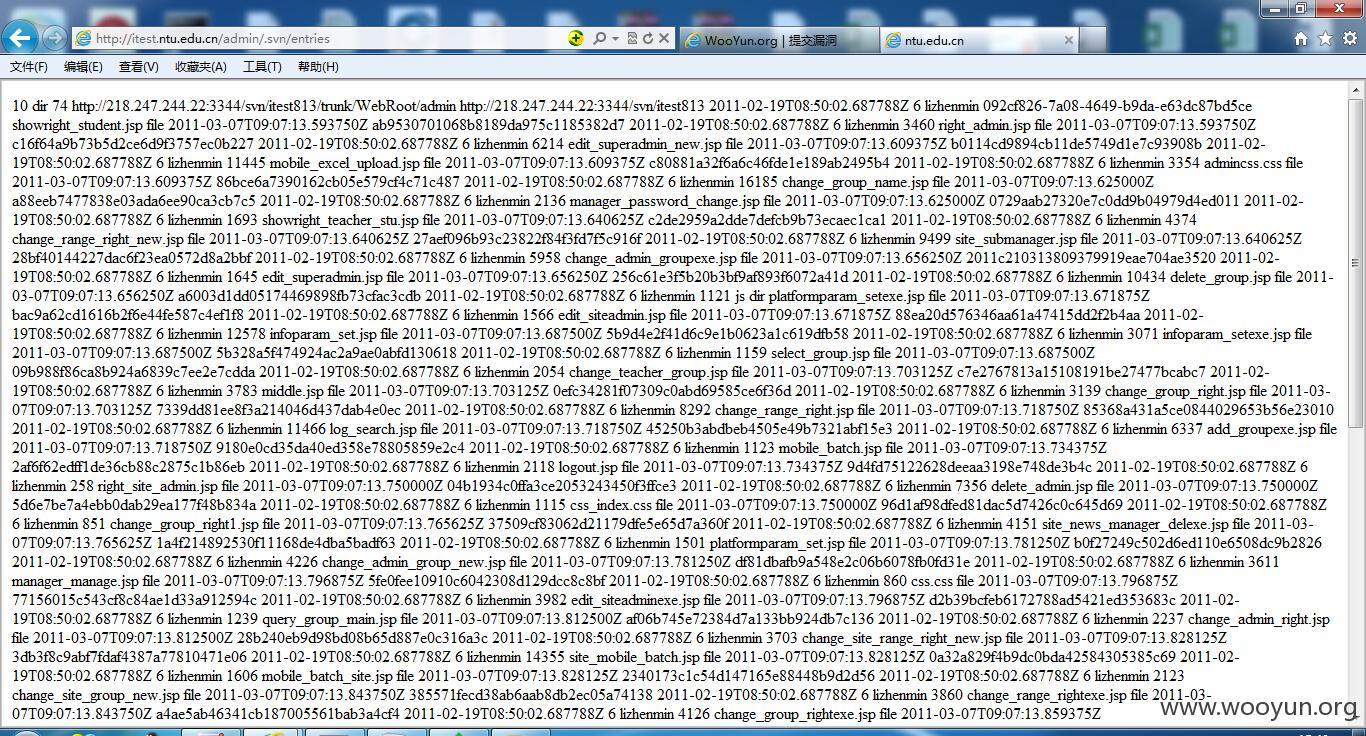 http://itest.ntu.edu.cn/admin/.svn/entries
WooYun.org | 提交漏洞
ntu.edu.cn
文件(F) 编辑(E) 查看(V) 收藏夹(A) 工具(T) 帮助(H)
10 dir 74 http://218.247.244.22:3344/svn/itest813/trunk/WebRoot/admin http://218.247.244.22:3344/svn/itest813 2011-02-19T08:50:02.687788Z 6 lizhenmin 092cf826-7a08-4649-b9da-e63dc87bd5ce
showright_student.jsp file 2011-03-07T09:07:13.593750Z ab9530701068b8189da975c1185382d7 2011-02-19T08:50:02.687788Z 6 lizhenmin 3460 right_admin.jsp file 2011-03-07T09:07:13.593750Z
c16f64a9b73b5d2ce6d9f3757ec0b227 2011-02-19T08:50:02.687788Z 6 lizhenmin 6214 edit_superadmin_new.jsp file 2011-03-07T09:07:13.609375Z b0114cd9894cb11de5749d1e7c93908b 2011-02-
19T08:50:02.687788Z 6 lizhenmin 11445 mobile_excel_upload.jsp file 2011-03-07T09:07:13.609375Z c80881a32f6a6c46fde1e189ab2495b4 2011-02-19T08:50:02.687788Z 6 lizhenmin 3354 admincss.css file
2011-03-07T09:07:13.609375Z 86bce6a7390162cb05e579cf4c71c487 2011-02-19T08:50:02.687788Z 6 lizhenmin 16185 change_group_name.jsp file 2011-03-07T09:07:13.625000Z
a88eeb7477838e03ada6ee90ca3cb7c5 2011-02-19T08:50:02.687788Z 6 lizhenmin 2136 manager_password_change.jsp file 2011-03-07T09:07:13.625000Z 0729aab27320e7c0dd9b04979d4ed011 2011-02-
19T08:50:02.687788Z 6 lizhenmin 1693 showright_teacher_stu.jsp file 2011-03-07T09:07:13.640625Z c2de2959a2dde7defcb9b73ecaec1ca1 2011-02-19T08:50:02.687788Z 6 lizhenmin 4374
change_range_right_new.jsp file 2011-03-07T09:07:13.640625Z 27aef096b93c23822f84f3fd7f5c916f 2011-02-19T08:50:02.687788Z 6 lizhenmin 9499 site_submanager.jsp file 2011-03-07T09:07:13.640625Z
28bf40144227dac6f23ea0572d8a2bbf 2011-02-19T08:50:02.687788Z 6 lizhenmin 5958 change_admin_groupexe.jsp file 2011-03-07T09:07:13.656250Z 2011c210313809379919eae704ae3520 2011-02-
19T08:50:02.687788Z 6 lizhenmin 1645 edit_superadmin.jsp file 2011-03-07T09:07:13.656250Z 256c61e3f5b20b3bf9af893f6072a41d 2011-02-19T08:50:02.687788Z 6 lizhenmin 10434 delete_group.jsp file 2011-
03-07T09:07:13.656250Z a6003d1dd05174469898fb73cfac3cdb 2011-02-19T08:50:02.687788Z 6 lizhenmin 1121 js dir platformparam_setexe.jsp file 2011-03-07T09:07:13.671875Z
bac9a62cd1616b2f6e44fe587c4ef1f8 2011-02-19T08:50:02.687788Z 6 lizhenmin 1566 edit_siteadmin.jsp file 2011-03-07T09:07:13.671875Z 88ea20d576346aa61a47415dd2f2b4aa 2011-02-
19T08:50:02.687788Z 6 lizhenmin 12578 infoparam_set.jsp file 2011-03-07T09:07:13.687500Z 5b9d4e2f41d6c9e1b0623a1c619dfb58 2011-02-19T08:50:02.687788Z 6 lizhenmin 3071 infoparam_setexe.jsp file
2011-03-07T09:07:13.687500Z 5b328a5f474924ac2a9ae0abfd130618 2011-02-19T08:50:02.687788Z 6 lizhenmin 1159 select_group.jsp file 2011-03-07T09:07:13.687500Z
09b988f86ca8b924a6839c7ee2e7cdda 2011-02-19T08:50:02.687788Z 6 lizhenmin 2054 change_teacher_group.jsp file 2011-03-07T09:07:13.703125Z c7e2767813a15108191be27477bcabc7 2011-02-
19T08:50:02.687788Z 6 lizhenmin 3783 middle.jsp file 2011-03-07T09:07:13.703125Z 0efc34281f07309c0abd69585ce6f36d 2011-02-19T08:50:02.687788Z 6 lizhenmin 3139 change_group_right.jsp file 2011-03-
07T09:07:13.703125Z 7339dd81ee8f3a214046d437dab4e0ec 2011-02-19T08:50:02.687788Z 6 lizhenmin 8292 change_range_right.jsp file 2011-03-07T09:07:13.718750Z 85368a431a5ce0844029653b56e23010
2011-02-19T08:50:02.687788Z 6 lizhenmin 11466 log_search.jsp file 2011-03-07T09:07:13.718750Z 45250b3abdbeb4505e49b7321abf15e3 2011-02-19T08:50:02.687788Z 6 lizhenmin 6337 add_groupexe.jsp file
2011-03-07T09:07:13.718750Z 9180e0cd35da40ed358e78805859e2c4 2011-02-19T08:50:02.687788Z 6 lizhenmin 1123 mobile_batch.jsp file 2011-03-07T09:07:13.734375Z
2af6f62edff1de36cb88c2875c1b86eb 2011-02-19T08:50:02.687788Z 6 lizhenmin 2118 logout.jsp file 2011-03-07T09:07:13.734375Z 9d4fd75122628deeaa3198e748de3b4c 2011-02-19T08:50:02.687788Z 6
lizhenmin 258 right_site_admin.jsp file 2011-03-07T09:07:13.750000Z 04b1934c0ffa3ce2053243450f3ffce3 2011-02-19T08:50:02.687788Z 6 lizhenmin 7356 delete_admin.jsp file 2011-03-07T09:07:13.750000Z
5d6e7be7a4ebb0dab29ea177f48b834a 2011-02-19T08:50:02.687788Z 6 lizhenmin 1115 css_index.css file 2011-03-07T09:07:13.750000Z 96d1af98dfed81dac5d7426c0c645d69 2011-02-19T08:50:02.687788Z
6 lizhenmin 851 change_group_right1.jsp file 2011-03-07T09:07:13.765625Z 37509cf83062d21179dfe5e65d7a360f 2011-02-19T08:50:02.687788Z 6 lizhenmin 4151 site_news_manager_delexe.jsp file 2011-03-
07T09:07:13.765625Z 1a4f214892530f11168de4dba5badf63 2011-02-19T08:50:02.687788Z 6 lizhenmin 1501 platformparam_set.jsp file 2011-03-07T09:07:13.781250Z b0f27249c502d6ed110e6508dc9b2826
2011-02-19T08:50:02.687788Z 6 lizhenmin 4226 change_admin_group_new.jsp file 2011-03-07T09:07:13.781250Z df81dbafb9a548e2c06b6078fb0fd31e 2011-02-19T08:50:02.687788Z 6 lizhenmin 3611
manager_manage.jsp file 2011-03-07T09:07:13.796875Z 5fe0fee10910c6042308d129dcc8c8bf 2011-02-19T08:50:02.687788Z 6 lizhenmin 860 css.css file 2011-03-07T09:07:13.796875Z
77156015c543cf8c84ae1d33a912594c 2011-02-19T08:50:02.687788Z 6 lizhenmin 3982 edit_siteadminexe.jsp file 2011-03-07T09:07:13.796875Z d2b39bcfeb6172788ad5421ed353683c 2011-02-
19T08:50:02.687788Z 6 lizhenmin 1239 query_group_main.jsp file 2011-03-07T09:07:13.812500Z af06b745e72384d7a133bb924db7c136 2011-02-19T08:50:02.687788Z 6 lizhenmin 2237 change_admin_right.jsp
file 2011-03-07T09:07:13.812500Z 28b240eb9d98bd08b65d887e0c316a3c 2011-02-19T08:50:02.687788Z 6 lizhenmin 3703 change_site_range_right_new.jsp file 2011-03-07T09:07:13.828125Z
3db3f8c9abf7fdaf4387a77810471e06 2011-02-19T08:50:02.687788Z 6 lizhenmin 14355 site_mobile_batch.jsp file 2011-03-07T09:07:13.828125Z 0a32a829f4b9dc0bda42584305385c69 2011-02-
19T08:50:02.687788Z 6 lizhenmin 1606 mobile_batch_site.jsp file 2011-03-07T09:07:13.828125Z 2340173c1c54d147165e88448b9d2d56 2011-02-19T08:50:02.687788Z 6 lizhenmin 2123
change_site_group_new.jsp file 2011-03-07T09:07:13.843750Z 385571fecd38ab6aab8db2ec05a74138 2011-02-19T08:50:02.687788Z 6 lizhenmin 3860 change_range_rightexe.jsp file 2011-03-
07T09:07:13.843750Z a4ae5ab46341cb187005561bab3a4cf4 2011-02-19T08:50:02.687788Z 6 lizhenmin 4126 change_group_rightexe.jsp file 2011-03-07T09:07:13.859375Z
www.wooyun.org